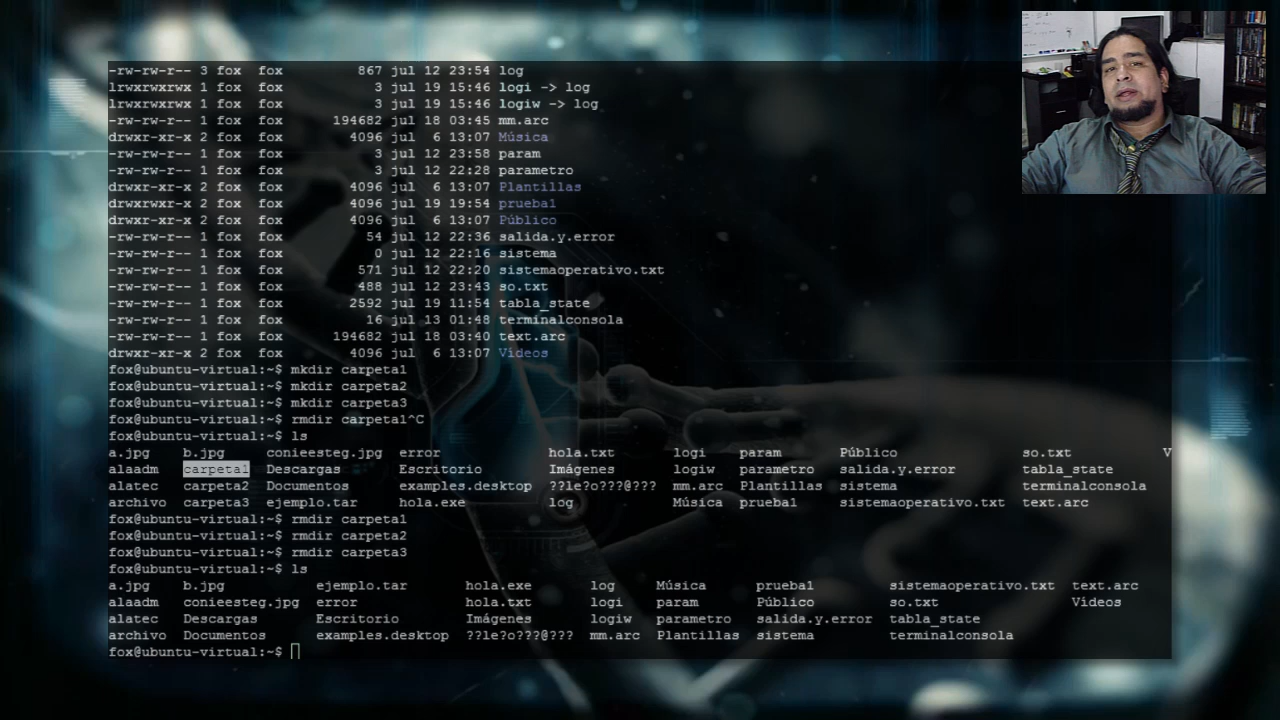 -rw-rw-r-- 3 fox  fox         867 jul 12 23:54 log
lrwxrwxrwx 1 fox  fox           3 jul 19 15:46 logi -> log
lrwxrwxrwx 1 fox  fox           3 jul 19 15:46 logiw -> log
-rw-rw-r-- 1 fox  fox      194682 jul 18 03:45 mm.arc
drwxr-xr-x 2 fox  fox        4096 jul  6 13:07 Música
-rw-rw-r-- 1 fox  fox           3 jul 12 23:58 param
-rw-rw-r-- 1 fox  fox           3 jul 12 22:28 parametro
drwxr-xr-x 2 fox  fox        4096 jul  6 13:07 Plantillas
drwxrwxr-x 2 fox  fox        4096 jul 19 19:54 prueba1
drwxr-xr-x 2 fox  fox        4096 jul  6 13:07 Público
-rw-rw-r-- 1 fox  fox          54 jul 12 22:36 salida.y.error
-rw-rw-r-- 1 fox  fox           0 jul 12 22:16 sistema
-rw-rw-r-- 1 fox  fox         571 jul 12 22:20 sistemaoperativo.txt
-rw-rw-r-- 1 fox  fox         488 jul 12 23:43 so.txt
-rw-rw-r-- 1 fox  fox        2592 jul 19 11:54 tabla_state
-rw-rw-r-- 1 fox  fox          16 jul 13 01:48 terminalconsola
-rw-rw-r-- 1 fox  fox      194682 jul 18 03:40 text.arc
drwxr-xr-x 2 fox  fox        4096 jul  6 13:07 Vídeos
fox@ubuntu-virtual:~$ mkdir carpeta1
fox@ubuntu-virtual:~$ mkdir carpeta2
fox@ubuntu-virtual:~$ mkdir carpeta3
fox@ubuntu-virtual:~$ rmdir carpeta1^C
fox@ubuntu-virtual:~$ ls
a.jpg    b.jpg     conieesteg.jpg  error             hola.txt      logi    param       Público               so.txt           V
alaadm   carpeta1  Descargas       Escritorio        Imágenes      logiw   parametro   salida.y.error        tabla_state
alatec   carpeta2  Documentos      examples.desktop  ??le?o???@???  mm.arc  Plantillas  sistema               terminalconsola
archivo  carpeta3  ejemplo.tar     hola.exe          log           Música  prueba1     sistemaoperativo.txt  text.arc
fox@ubuntu-virtual:~$ rmdir carpeta1
fox@ubuntu-virtual:~$ rmdir carpeta2
fox@ubuntu-virtual:~$ rmdir carpeta3
fox@ubuntu-virtual:~$ ls
a.jpg    b.jpg           ejemplo.tar       hola.exe       log     Música      prueba1         sistemaoperativo.txt  text.arc
alaadm   conieesteg.jpg  error             hola.txt       logi    param       Público         so.txt                Vídeos
alatec   Descargas       Escritorio        Imágenes       logiw   parametro   salida.y.error  tabla_state
archivo  Documentos      examples.desktop  ??le?o???@???  mm.arc  Plantillas  sistema         terminalconsola
fox@ubuntu-virtual:~$